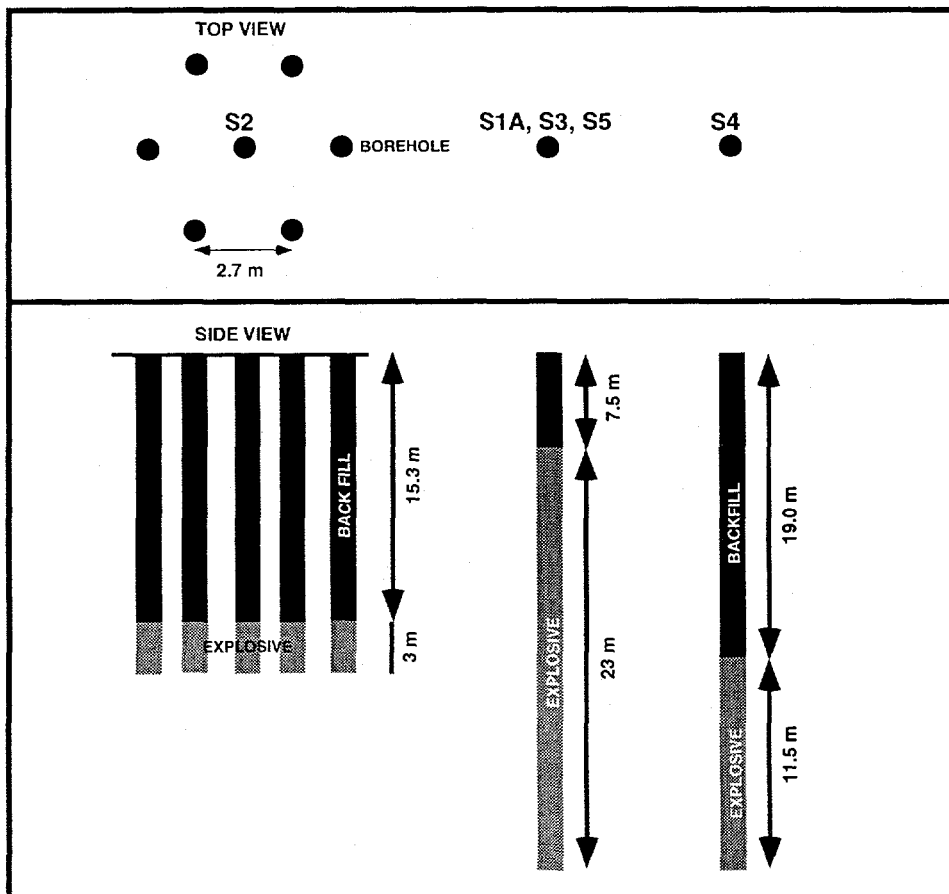 TOP VIEW
S2
BOREHOLE
S1A, S3, S5
S4
2.7 m
SIDE VIEW
BACK FILL
15.3 m
EXPLOSIVE
3 m
7.5 m
EXPLOSIVE
23 m
BACKFILL
19.0 m
EXPLOSIVE
11.5 m